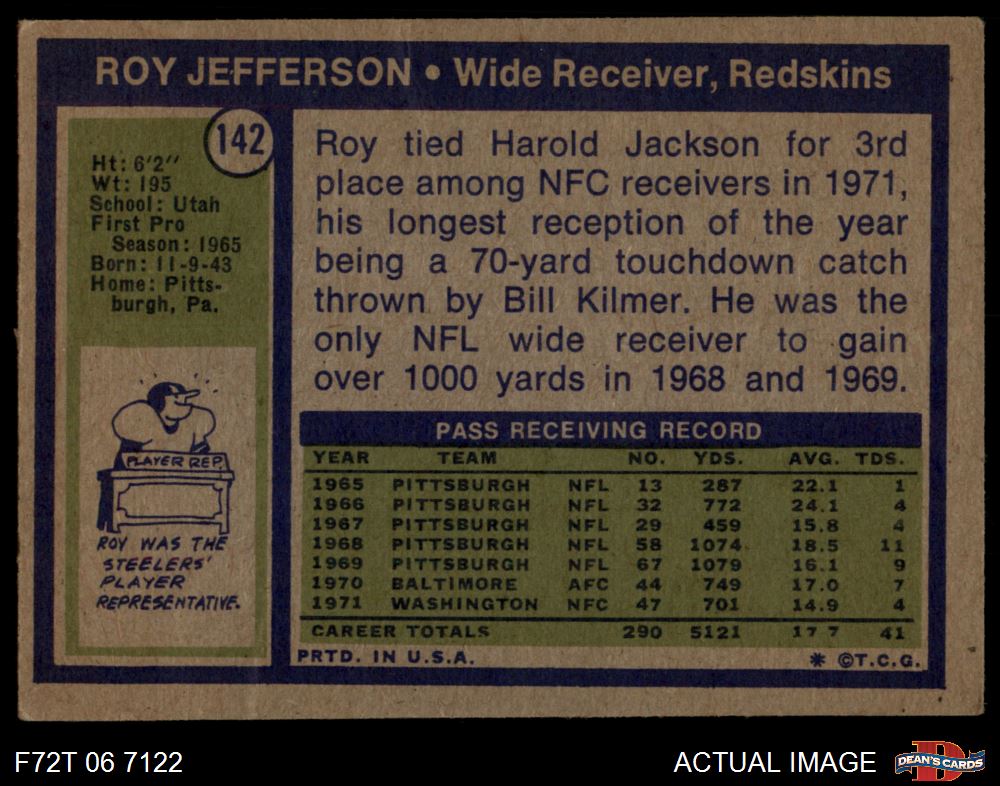 ROY JEFFERSON • Wide Receiver, Redskins
142
Ht: 6'2''
Wt: 195
School: Utah
First Pro
Season: 1965
Born: 11-9-43
Home: Pitts-
burgh, Pa.
PLAYER REP
ROY WAS THE
STEELERS'
PLAYER
REPRESENTATIVE.
Roy tied Harold Jackson for 3rd
place among NFC receivers in 1971,
his longest reception of the year
being a 70-yard touchdown catch
thrown by Bill Kilmer. He was the
only NFL wide receiver to gain
over 1000 yards in 1968 and 1969.
PASS RECEIVING RECORD
YEAR TEAM NO. YDS. AVG. TDS.
1965 PITTSBURGH NFL 13 287 22.1 1
1966 PITTSBURGH NFL 32 772 24.1 4
1967 PITTSBURGH NFL 29 459 15.8 4
1968 PITTSBURGH NFL 58 1074 18.5 11
1969 PITTSBURGH NFL 67 1079 16.1 9
1970 BALTIMORE AFC 44 749 17.0 7
1971 WASHINGTON NFC 47 701 14.9 4
CAREER TOTALS 290 5121 17 7 41
PRTD. IN U.S.A. * ©T.C.G.
F72T 06 7122
ACTUAL IMAGE
D
DEAN'S CARDS